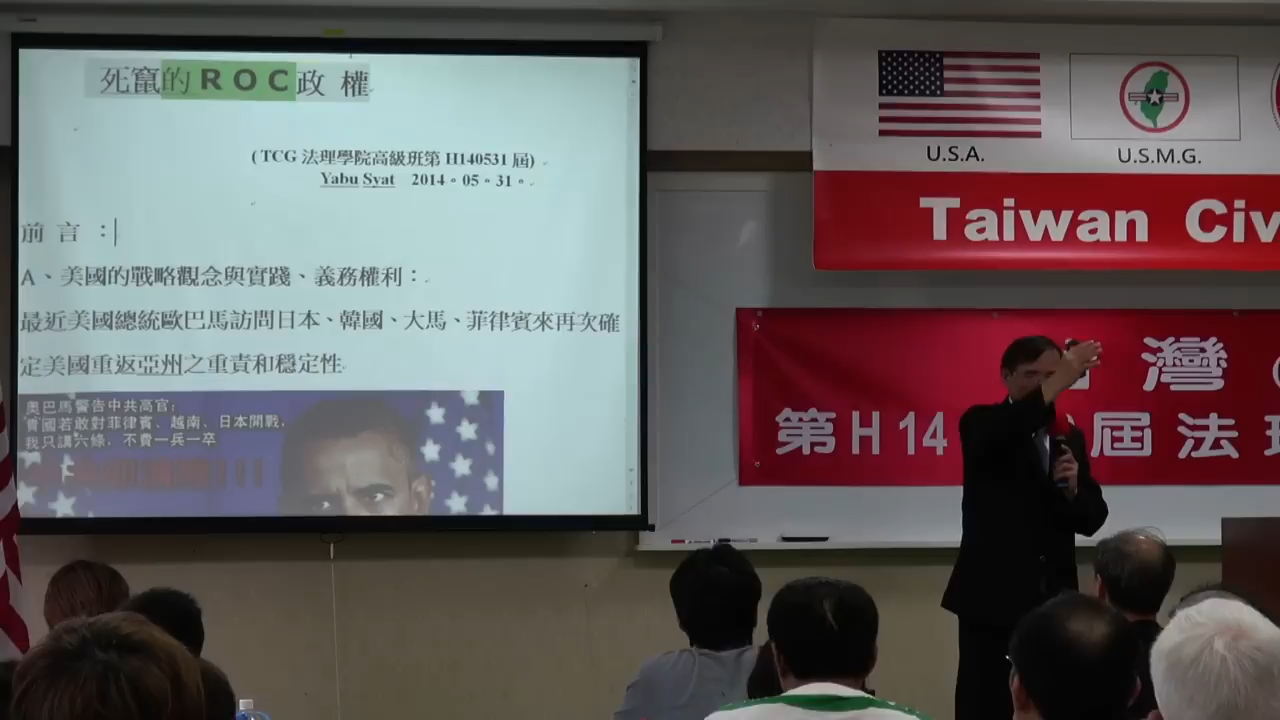 死竄的ROC政 權
(TCG 法理學院高級班第 H140531 屆)
Yabu Syat 2014。05。31。
前 言 :
A、美國的戰略觀念與實踐、義務權利:
最近美國總統歐巴馬訪問日本、韓國、大馬、菲律賓來再次確
定美國重返亞州之重責和穩定性
奧巴馬警告中共高官:
貴國若敢對菲律賓、越南、日本開戰,
我只講六條,不費一兵一卒
U.S.A.
U.S.M.G.
Taiwan Civ
灣
第H14
屆法